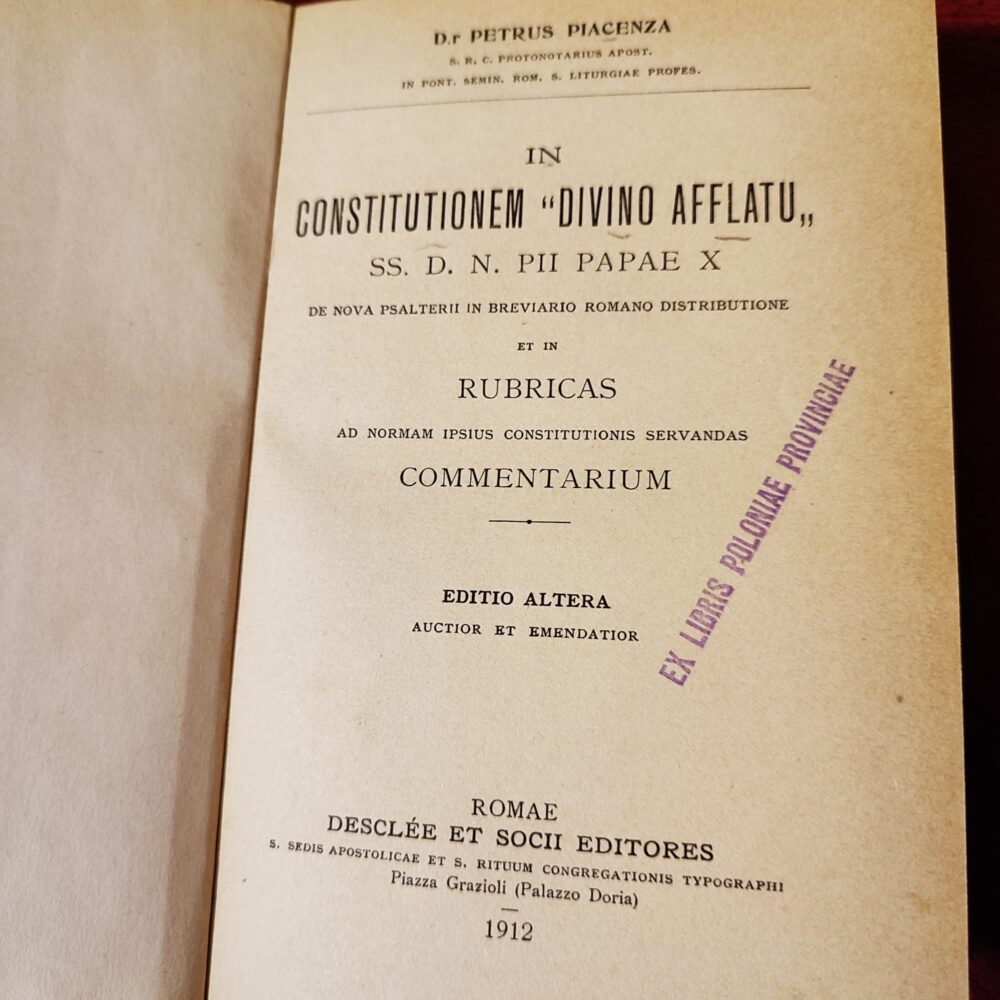 D.r PETRUS PIACENZA
S. R. C. PROTONOTARIUS APOST.
IN PONT. SEMIN. ROM. S. LITURGIAE PROFES.
IN
CONSTITUTIONEM “DIVINO AFFLATU„
SS. D. N. PII PAPAE X
DE NOVA PSALTERII IN BREVIARIO ROMANO DISTRIBUTIONE
ET IN
RUBRICAS
AD NORMAM IPSIUS CONSTITUTIONIS SERVANDAS
COMMENTARIUM
EDITIO ALTERA
AUCTIOR ET EMENDATIOR
EX LIBRIS POLONIAE PROVINCIAE
ROMAE
DESCLÉE ET SOCII EDITORES
S. SEDIS APOSTOLICAE ET S. RITUUM CONGREGATIONIS TYPOGRAPHI
Piazza Grazioli (Palazzo Doria)
1912